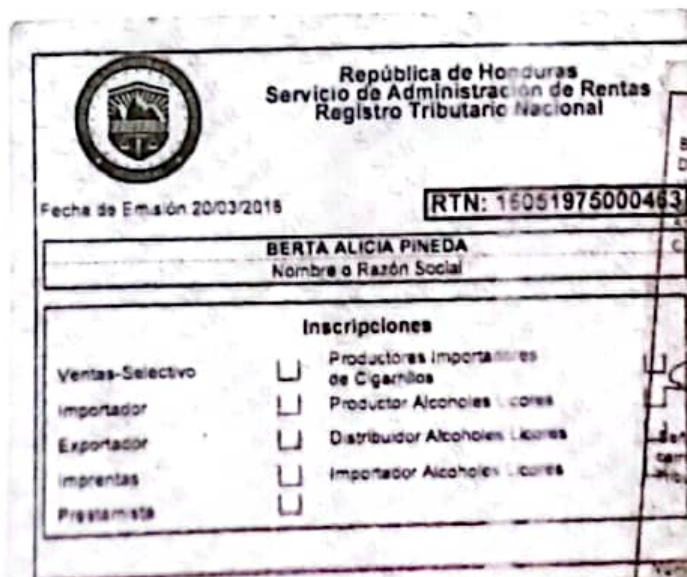 República de Honduras
Servicio de Administración de Rentas
Registro Tributario Nacional
Fecha de Emisión 20/03/2018
RTN: 16051975000463
BERTA ALICIA PINEDA
Nombre o Razón Social
Inscripciones
Ventas-Selectivo
Productores Importadores
de Cigarrillos
Importador
Productor Alcoholes Licores
Exportador
Distribuidor Alcoholes Licores
Imprentas
Importador Alcoholes Licores
Prestamista